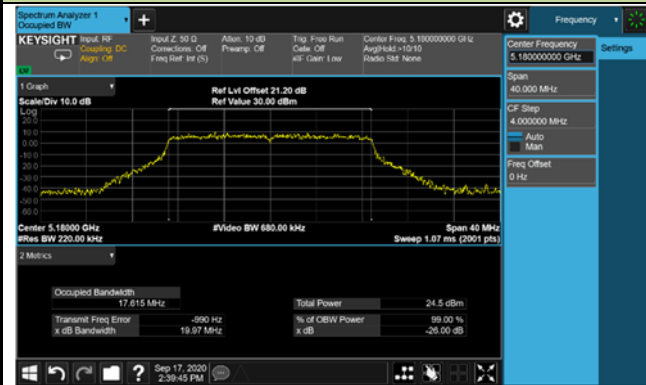 Spectrum Analyzer 1
Occupied BW
Frequency
KEYSIGHT
Input: RF
Coupling: DC
Align: Off
Input Z: 50 Ω
Corrections: Off
Freq Ref: Int (S)
Atten: 10 dB
Preamp: Off
Trig: Free Run
Gate: Off
#IF Gain: Low
Center Freq: 5.180000000 GHz
Avg|Hold:>10/10
Radio Std: None
Center Frequency
5.180000000 GHz
Settings
Span
40.000 MHz
CF Step
4.000000 MHz
Auto
Man
Freq Offset
0 Hz
1 Graph
Scale/Div 10.0 dB
Ref Lvl Offset 21.20 dB
Ref Value 30.00 dBm
Log
20.0
10.0
0.00
-10.0
-20.0
-30.0
-40.0
-50.0
-60.0
Center 5.18000 GHz
#Res BW 220.00 kHz
#Video BW 680.00 kHz
Span 40 MHz
Sweep 1.07 ms (2001 pts)
2 Metrics
Occupied Bandwidth
17.615 MHz
Total Power
24.5 dBm
Transmit Freq Error
-990 Hz
% of OBW Power
99.00 %
x dB Bandwidth
19.97 MHz
x dB
-26.00 dB
Sep 17, 2020
2:39:45 PM